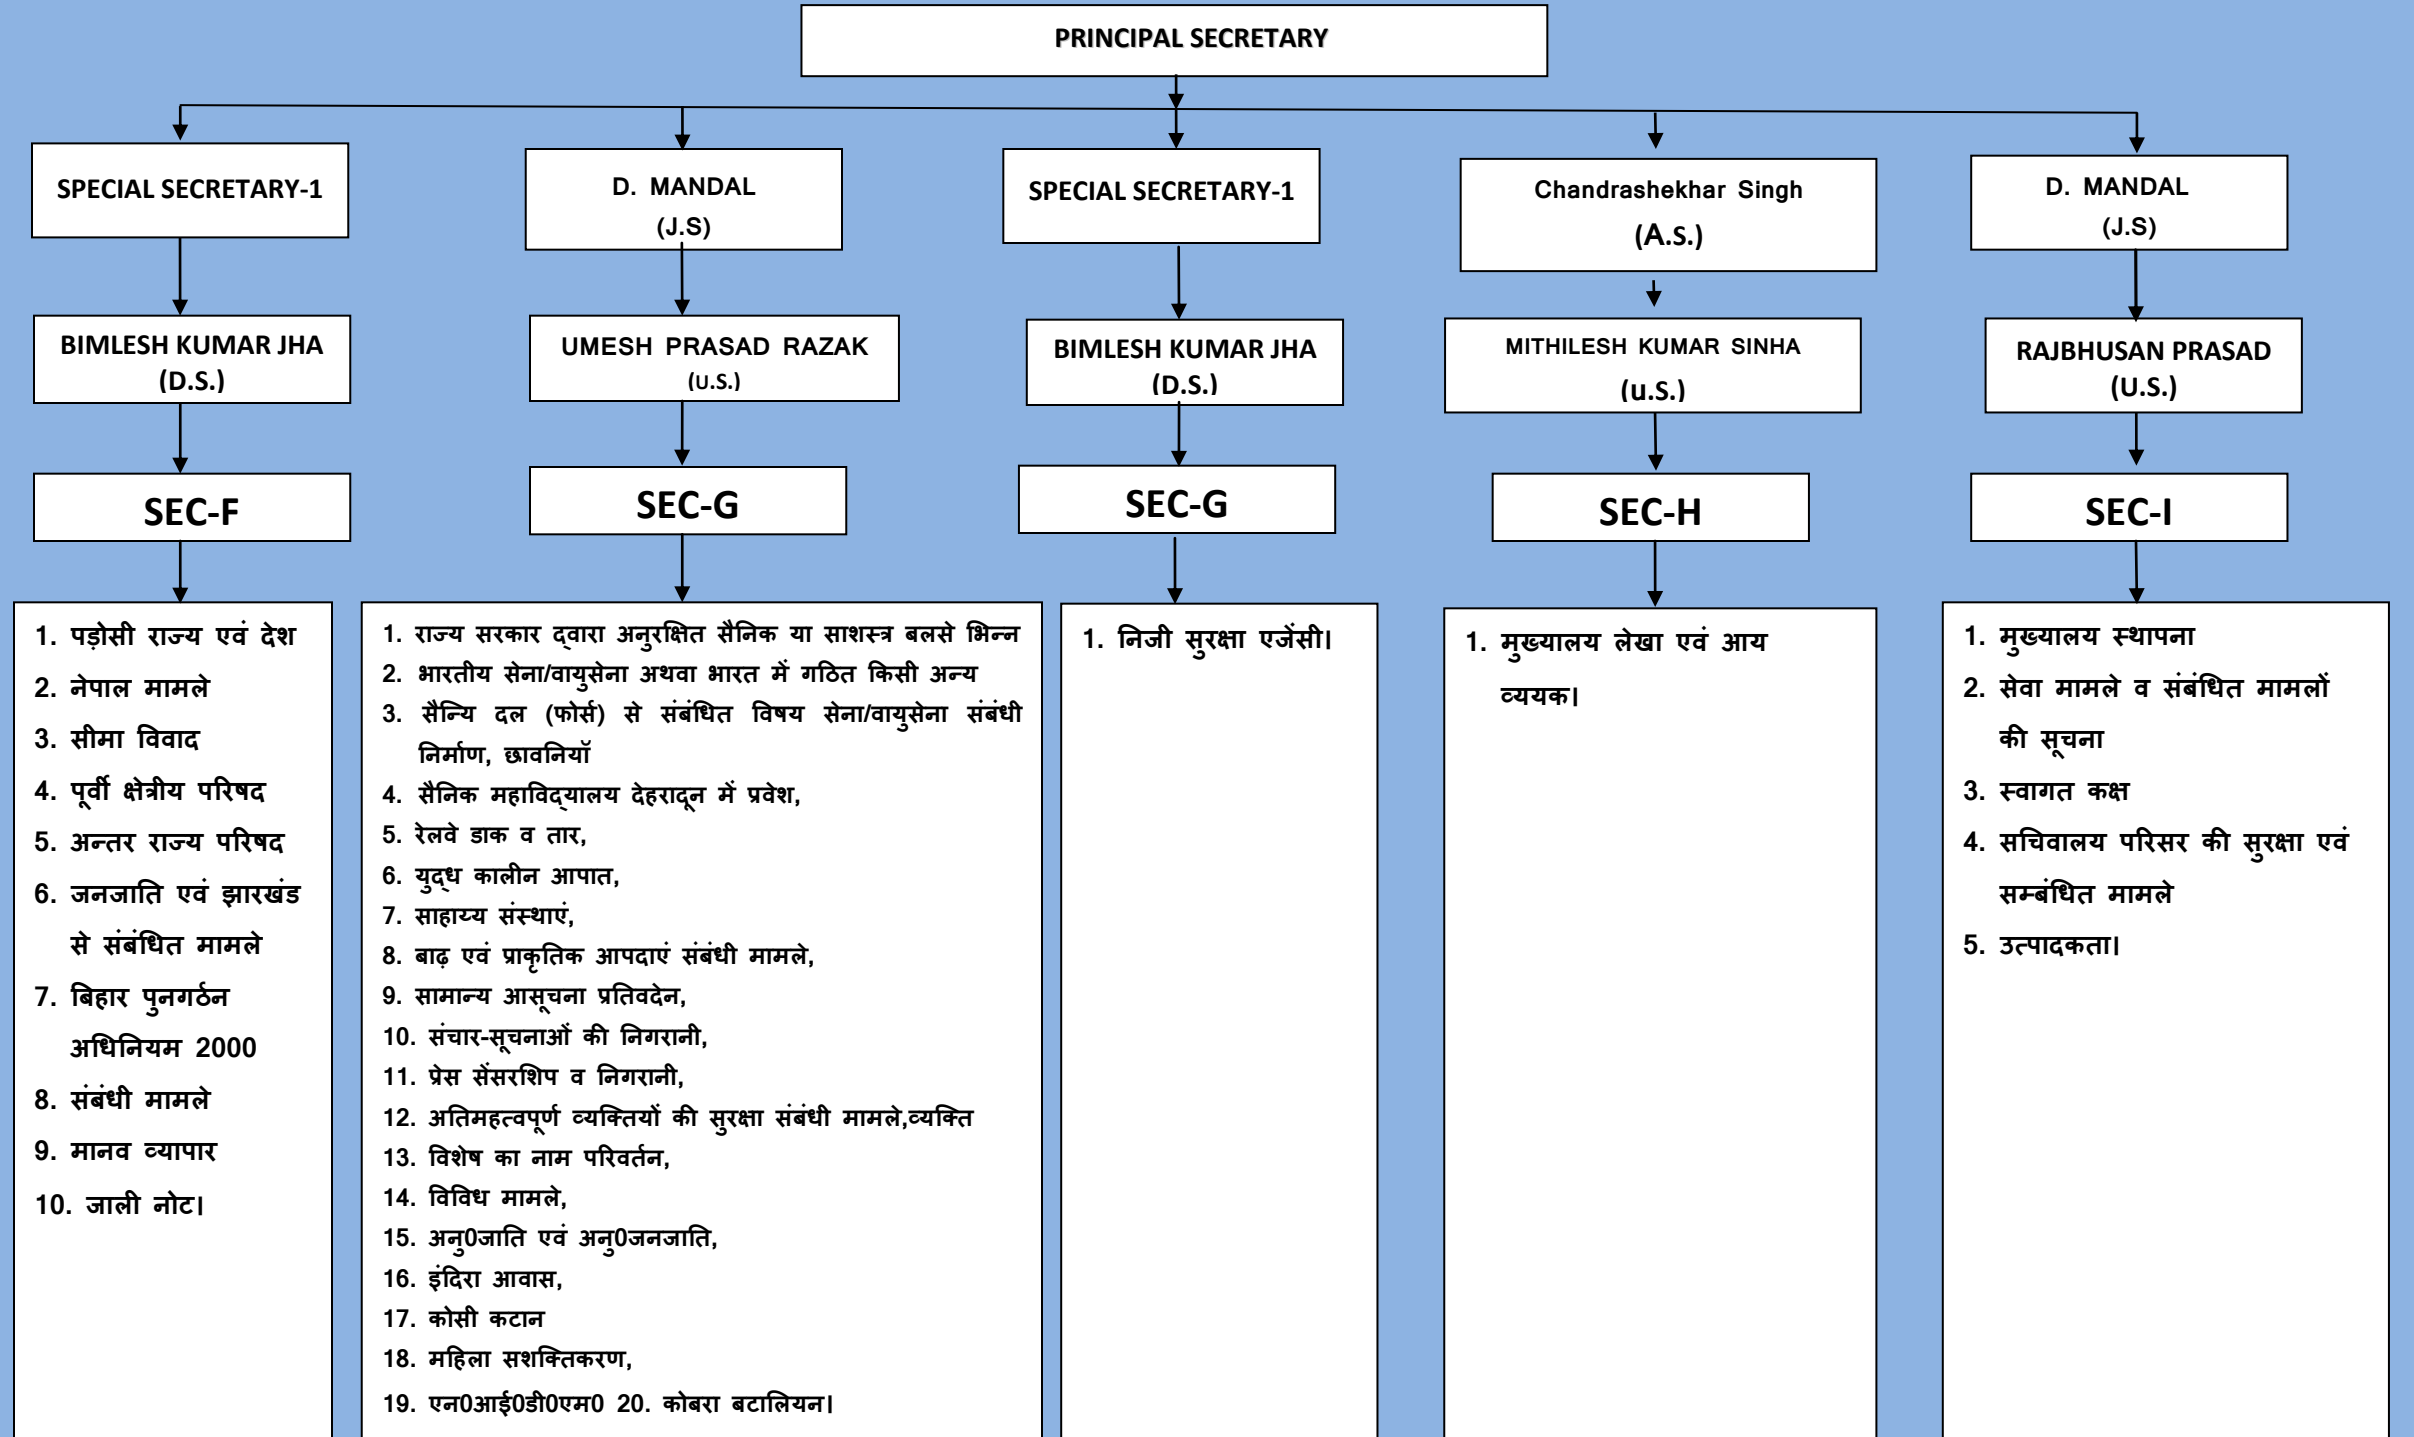 PRINCIPAL SECRETARY
SPECIAL SECRETARY-1
BIMLESH KUMAR JHA
(D.S.)
SEC-F
1. पड़ोसी राज्य एवं देश
2. नेपाल मामले
3. सीमा विवाद
4. पूर्वी क्षेत्रीय परिषद
5. अन्तर राज्य परिषद
6. जनजाति एवं झारखंड
से संबंधित मामले
7. बिहार पुनगर्ठन
अधिनियम 2000
8. संबंधी मामले
9. मानव व्यापार
10. जाली नोट।
D. MANDAL
(J.S)
UMESH PRASAD RAZAK
(U.S.)
SEC-G
1. राज्य सरकार द्वारा अनुरक्षित सैनिक या साशस्त्र बलसे भिन्न
2. भारतीय सेना/वायुसेना अथवा भारत में गठित किसी अन्य
3. सैन्यि दल (फोर्स) से संबंधित विषय सेना/वायुसेना संबंधी
निर्माण, छावनियॉ
4. सैनिक महाविद्यालय देहरादून में प्रवेश,
5. रेलवे डाक व तार,
6. युद्ध कालीन आपात,
7. साहाय्य संस्थाएं,
8. बाढ़ एवं प्राकृतिक आपदाएं संबंधी मामले,
9. सामान्य आसूचना प्रतिवदेन,
10. संचार-सूचनाओं की निगरानी,
11. प्रेस सेंसरशिप व निगरानी,
12. अतिमहत्वपूर्ण व्यक्तियों की सुरक्षा संबंधी मामले,व्यक्ति
13. विशेष का नाम परिवर्तन,
14. विविध मामले,
15. अनु0जाति एवं अनु0जनजाति,
16. इंदिरा आवास,
17. कोसी कटान
18. महिला सशक्तिकरण,
19. एन0आई0डी0एम0 20. कोबरा बटालियन।
SPECIAL SECRETARY-1
BIMLESH KUMAR JHA
(D.S.)
SEC-G
1. निजी सुरक्षा एजेंसी।
Chandrashekhar Singh
(A.S.)
MITHILESH KUMAR SINHA
(u.S.)
SEC-H
1. मुख्यालय लेखा एवं आय
व्ययक।
D. MANDAL
(J.S)
RAJBHUSAN PRASAD
(U.S.)
SEC-I
1. मुख्यालय स्थापना
2. सेवा मामले व संबंधित मामलों
की सूचना
3. स्वागत कक्ष
4. सचिवालय परिसर की सुरक्षा एवं
सम्बंधित मामले
5. उत्पादकता।